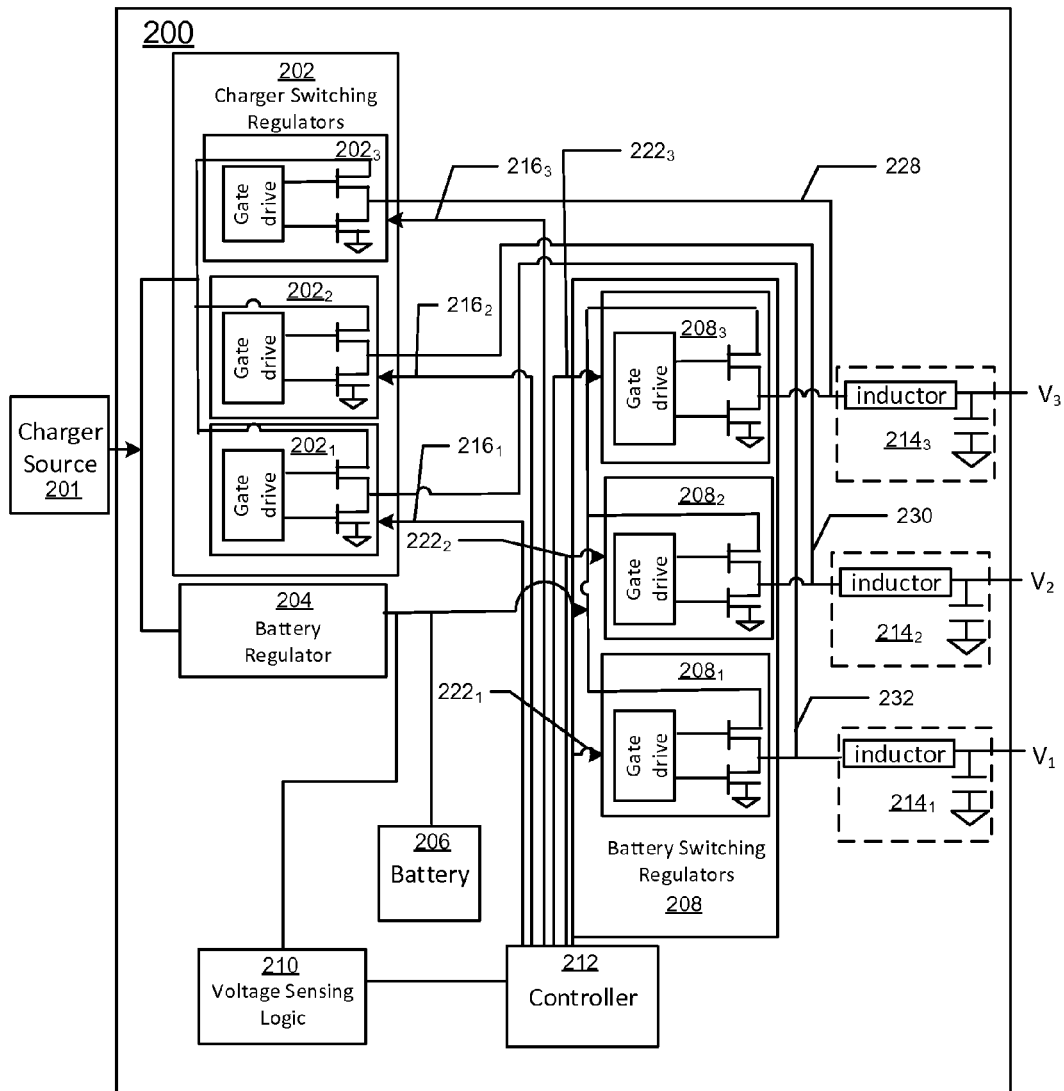 200
202
Charger Switching
Regulators
202₃
Gate
drive
216₃
222₃
228
202₂
Gate
drive
216₂
208₃
Gate
drive
inductor
V₃
214₃
Charger
Source
201
202₁
Gate
drive
216₁
222₂
208₂
Gate
drive
230
inductor
V₂
214₂
204
Battery
Regulator
208₁
222₁
Gate
drive
232
inductor
V₁
214₁
206
Battery
Battery Switching
Regulators
208
210
Voltage Sensing
Logic
212
Controller